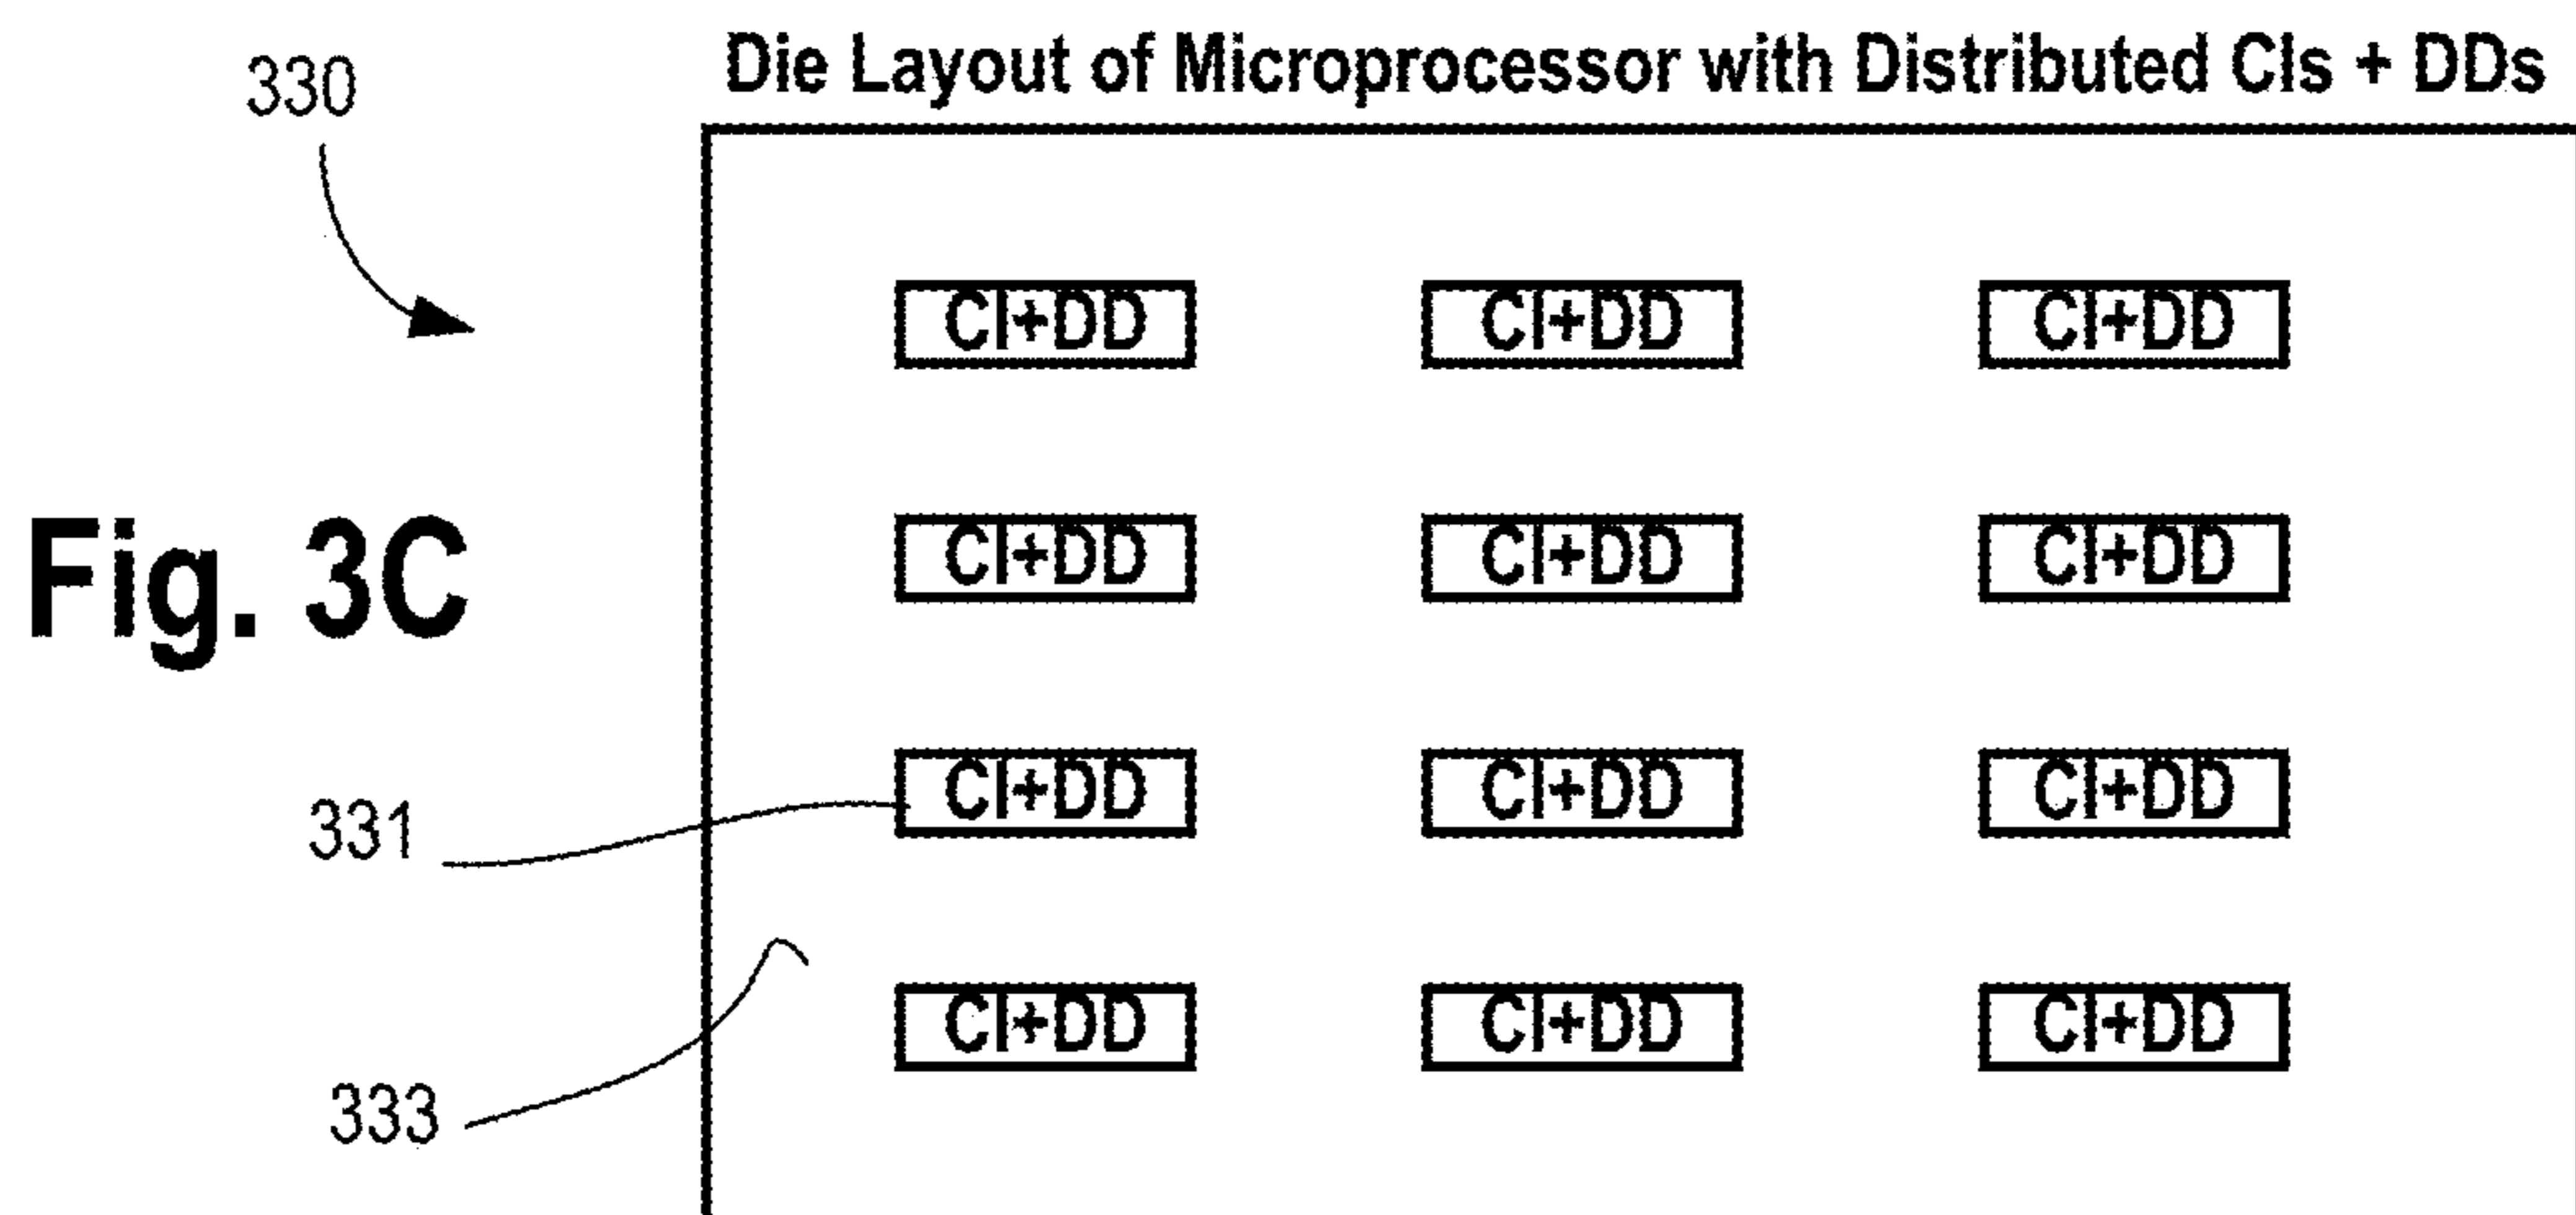 Die Layout of Microprocessor with Distributed CIs + DDs
330
CI+DD CI+DD CI+DD
Fig. 3C
CI+DD CI+DD CI+DD
331
CI+DD CI+DD CI+DD
333
CI+DD CI+DD CI+DD